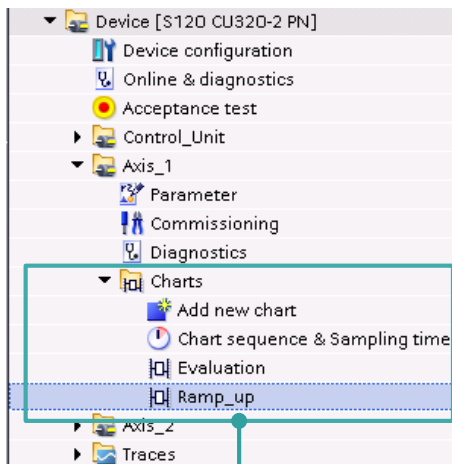 Device [S120 CU320-2 PN]
Device configuration
Online & diagnostics
Acceptance test
Control_Unit
Axis_1
Parameter
Commissioning
Diagnostics
Charts
Add new chart
Chart sequence & Sampling time
Evaluation
Ramp_up
Axis_2
Traces